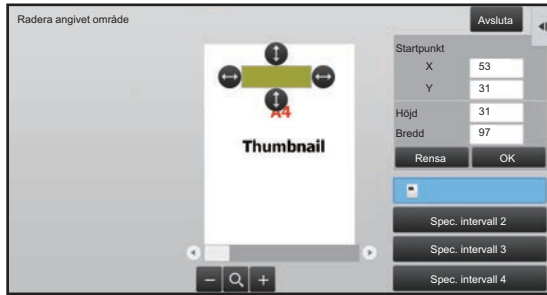 Radera angivet område
Avsluta
Startpunkt
X 53
Y 31
Höjd 31
Bredd 97
Rensa OK
A4
Thumbnail
Spec. intervall 2
Spec. intervall 3
Spec. intervall 4